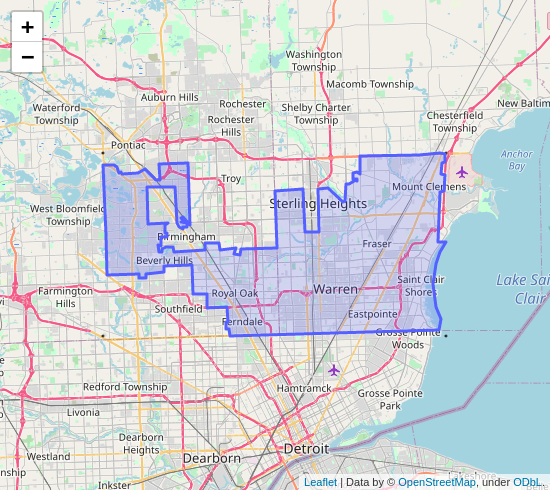 +
−
Washington
Township
Macomb Township
Auburn Hills
Rochester
Shelby Charter
Township
New Baltim
Waterford
Township
Rochester
Hills
Chesterfield
Township
Pontiac
Anchor
Bay
Troy
Mount Clemens
West Bloomfield
Township
Sterling Heights
Birmingham
Fraser
Beverly Hills
Lake Sai
Clair
Saint Clair
Shores
Farmington
Hills
Royal Oak
Warren
Southfield
Ferndale
Eastpointe
Grosse Pointe
Woods
Redford Township
Hamtramck
Grosse Pointe
Park
Livonia
Dearborn
Heights
Detroit
Westland
Dearborn
nship
Inkster
Leaflet | Data by © OpenStreetMap, under ODbL.